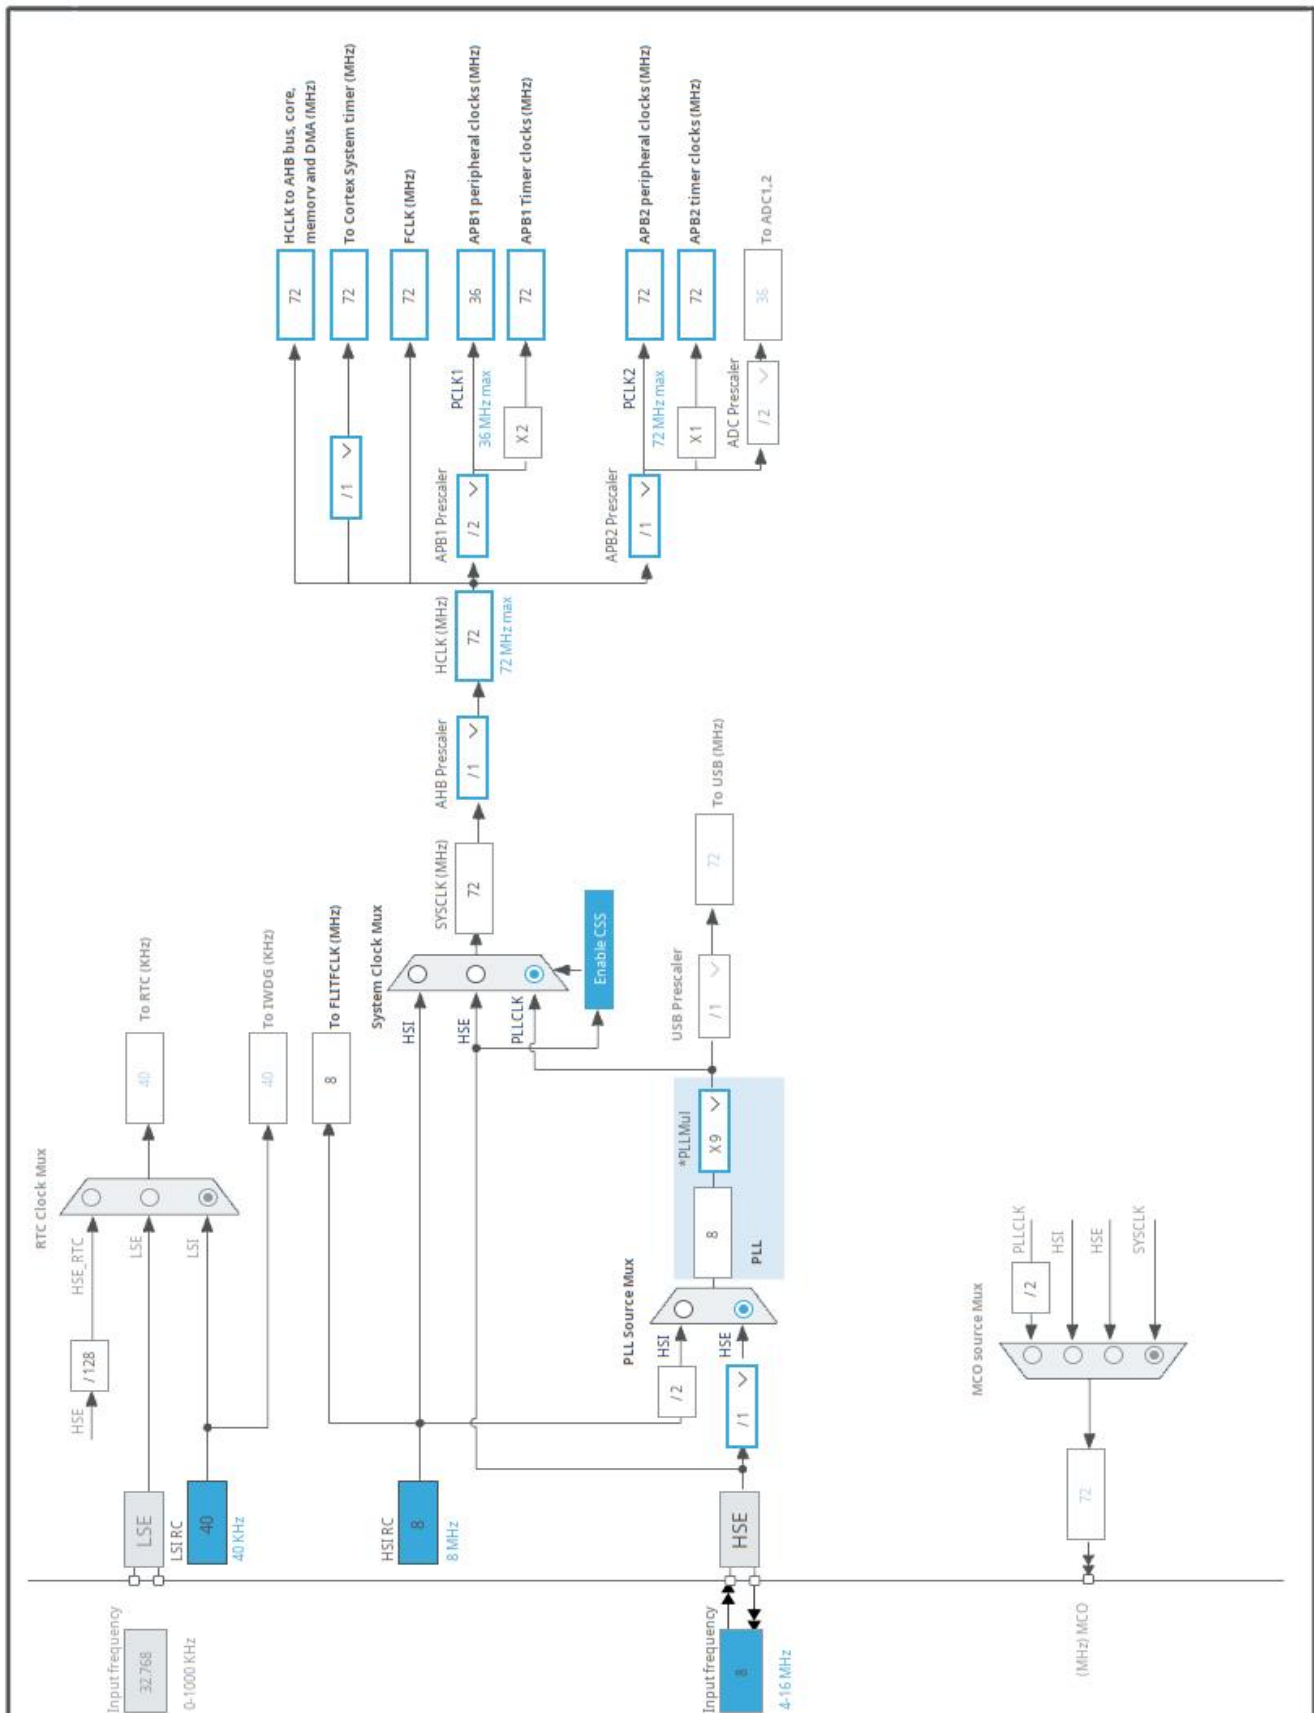 Input frequency
32.768
0-1000 KHz
LSE
LSI RC
40
40 KHz
HSE
/ 128
HSE_RTC
LSE
LSI
RTC Clock Mux
40
To RTC (KHz)
40
To IWDG (KHz)
8
To FLITFCLK (MHz)
HSI RC
8
8 MHz
Input frequency
8
4-16 MHz
HSE
/ 2
HSI
/ 1
HSE
PLL Source Mux
8
*PLLMul
X 9
PLL
USB Prescaler
/ 1
72
To USB (MHz)
System Clock Mux
HSI
HSE
PLLCLK
Enable CSS
SYSCLK (MHz)
72
AHB Prescaler
/ 1
HCLK (MHz)
72
72 MHz max
72
HCLK to AHB bus, core,
memory and DMA (MHz)
/ 1
72
To Cortex System timer (MHz)
72
FCLK (MHz)
APB1 Prescaler
/ 2
PCLK1
36 MHz max
36
APB1 peripheral clocks (MHz)
X 2
72
APB1 Timer clocks (MHz)
APB2 Prescaler
/ 1
PCLK2
72 MHz max
72
APB2 peripheral clocks (MHz)
X 1
72
APB2 timer clocks (MHz)
ADC Prescaler
/ 2
36
To ADC1,2
MCO source Mux
PLLCLK
/ 2
HSI
HSE
SYSCLK
72
(MHz) MCO